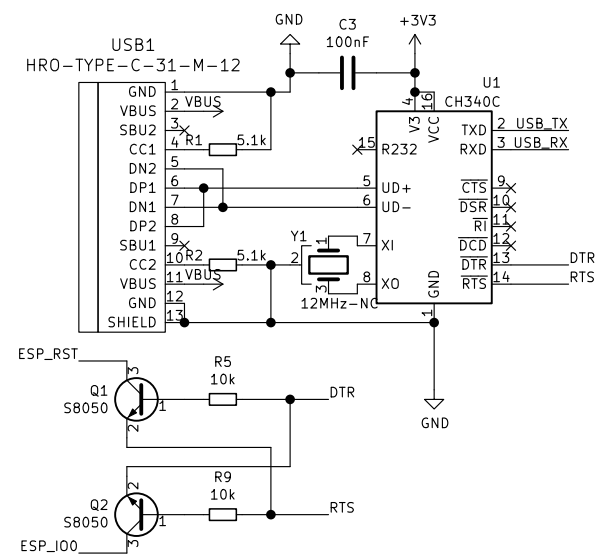 GND
C3
100nF
+3V3
USB1
HRO-TYPE-C-31-M-12
U1
CH340C
GND 1
VBUS 2 VBUS
SBU2 3
CC1 4 R1 5.1k
DN2 5
DP1 6
DN1 7
DP2 8
SBU1 9
CC2 10 R2 5.1k
VBUS 11 VBUS
GND 12
SHIELD 13
4 V3
16 VCC
15 R232
5 UD+
6 UD-
7 XI
8 XO
GND 1
TXD 2 USB_TX
RXD 3 USB_RX
CTS 9
DSR 10
RI 11
DCD 12
DTR 13 DTR
RTS 14 RTS
Y1
1
2
3
12MHz-NC
GND
ESP_RST
Q1
S8050
3
1
2
R5
10k
DTR
Q2
S8050
2
1
3
R9
10k
RTS
ESP_IO0